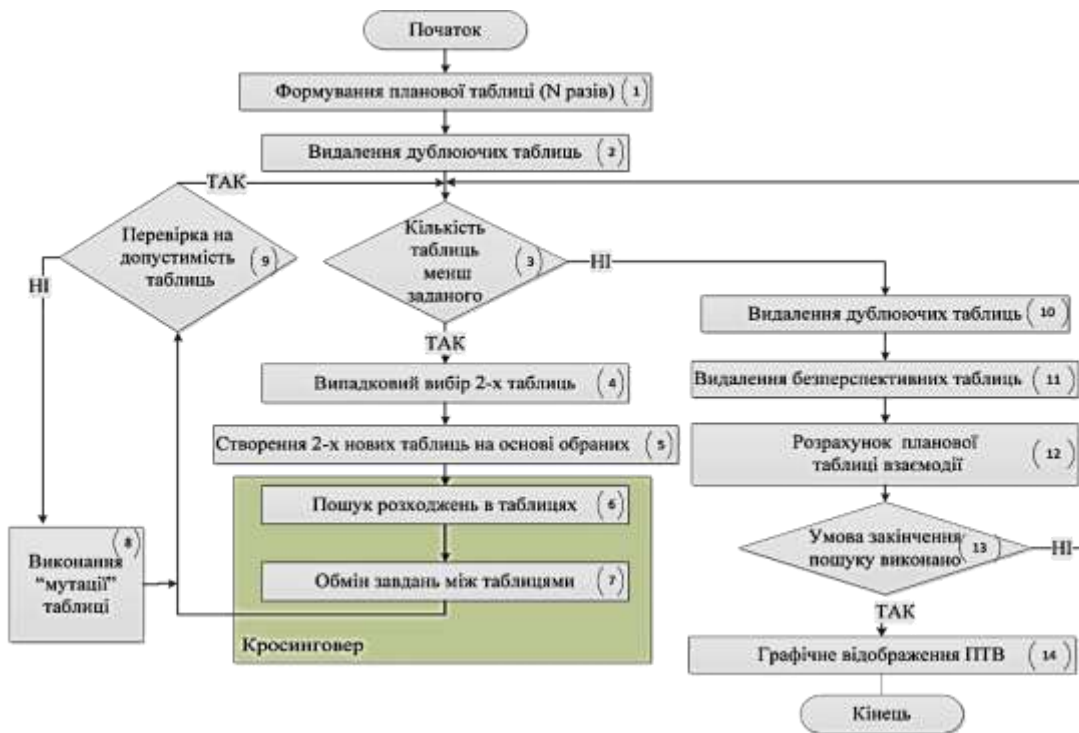 Початок
Формування планової таблиці (N разів) 1
Видалення дублюючих таблиць 2
ТАК
Перевірка на
допустимість
таблиць
9
НІ
Кількість
таблиць
менш
заданого
3
НІ
ТАК
Випадковий вибір 2-х таблиць 4
Створення 2-х нових таблиць на основі обраних 5
Пошук розходжень в таблицях 6
Обмін завдань між таблицями 7
Кросинговер
8
Виконання
“мутації”
таблиці
Видалення дублюючих таблиць 10
Видалення безперспективних таблиць 11
Розрахунок планової
таблиці взаємодії
12
Умова закінчення
пошуку виконано
13
НІ
ТАК
Графічне відображення ПТВ 14
Кінець